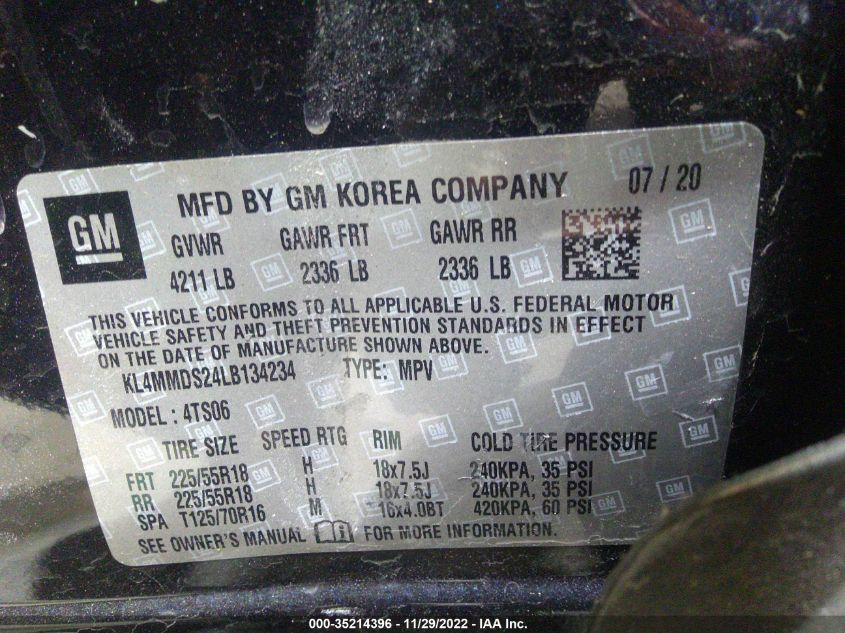 GM
MFD BY GM KOREA COMPANY 07 / 20
GVWR GAWR FRT GAWR RR
4211 LB 2336 LB 2336 LB
THIS VEHICLE CONFORMS TO ALL APPLICABLE U.S. FEDERAL MOTOR
VEHICLE SAFETY AND THEFT PREVENTION STANDARDS IN EFFECT
ON THE DATE OF MANUFACTURE SHOWN ABOVE.
KL4MMDS24LB134234 TYPE: MPV
MODEL: 4TS06
TIRE SIZE SPEED RTG RIM COLD TIRE PRESSURE
FRT 225/55R18 H 18x7.5J 240KPA, 35 PSI
RR 225/55R18 H 18x7.5J 240KPA, 35 PSI
SPA T125/70R16 M 16x4.0BT 420KPA, 60 PSI
SEE OWNER'S MANUAL FOR MORE INFORMATION.
000-35214396 - 11/29/2022 - IAA Inc.